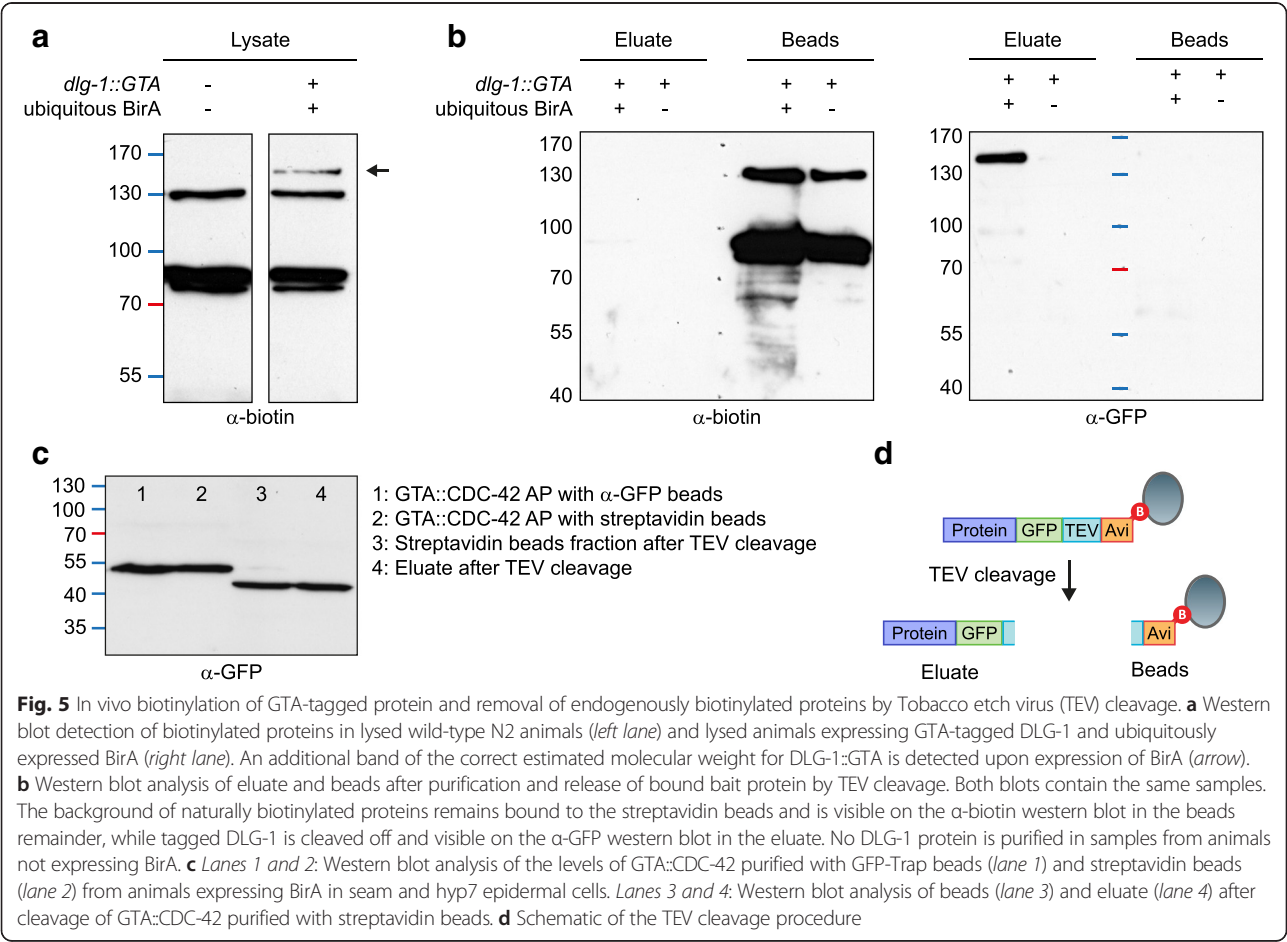 a
Lysate
dlg-1::GTA - +
ubiquitous BirA - +
170
130
100
70
55
α-biotin
b
Eluate Beads
dlg-1::GTA + + + +
ubiquitous BirA + - + -
170
130
100
70
55
40
α-biotin
Eluate Beads
+ + + +
+ - + -
170
130
100
70
55
40
α-GFP
c
130
100
70
55
40
35
1 2 3 4
α-GFP
1: GTA::CDC-42 AP with α-GFP beads
2: GTA::CDC-42 AP with streptavidin beads
3: Streptavidin beads fraction after TEV cleavage
4: Eluate after TEV cleavage
d
B
Protein GFP TEV Avi
TEV cleavage
B
Protein GFP Avi
Eluate Beads
Fig. 5 In vivo biotinylation of GTA-tagged protein and removal of endogenously biotinylated proteins by Tobacco etch virus (TEV) cleavage. a Western
blot detection of biotinylated proteins in lysed wild-type N2 animals (left lane) and lysed animals expressing GTA-tagged DLG-1 and ubiquitously
expressed BirA (right lane). An additional band of the correct estimated molecular weight for DLG-1::GTA is detected upon expression of BirA (arrow).
b Western blot analysis of eluate and beads after purification and release of bound bait protein by TEV cleavage. Both blots contain the same samples.
The background of naturally biotinylated proteins remains bound to the streptavidin beads and is visible on the α-biotin western blot in the beads
remainder, while tagged DLG-1 is cleaved off and visible on the α-GFP western blot in the eluate. No DLG-1 protein is purified in samples from animals
not expressing BirA. c Lanes 1 and 2: Western blot analysis of the levels of GTA::CDC-42 purified with GFP-Trap beads (lane 1) and streptavidin beads
(lane 2) from animals expressing BirA in seam and hyp7 epidermal cells. Lanes 3 and 4: Western blot analysis of beads (lane 3) and eluate (lane 4) after
cleavage of GTA::CDC-42 purified with streptavidin beads. d Schematic of the TEV cleavage procedure